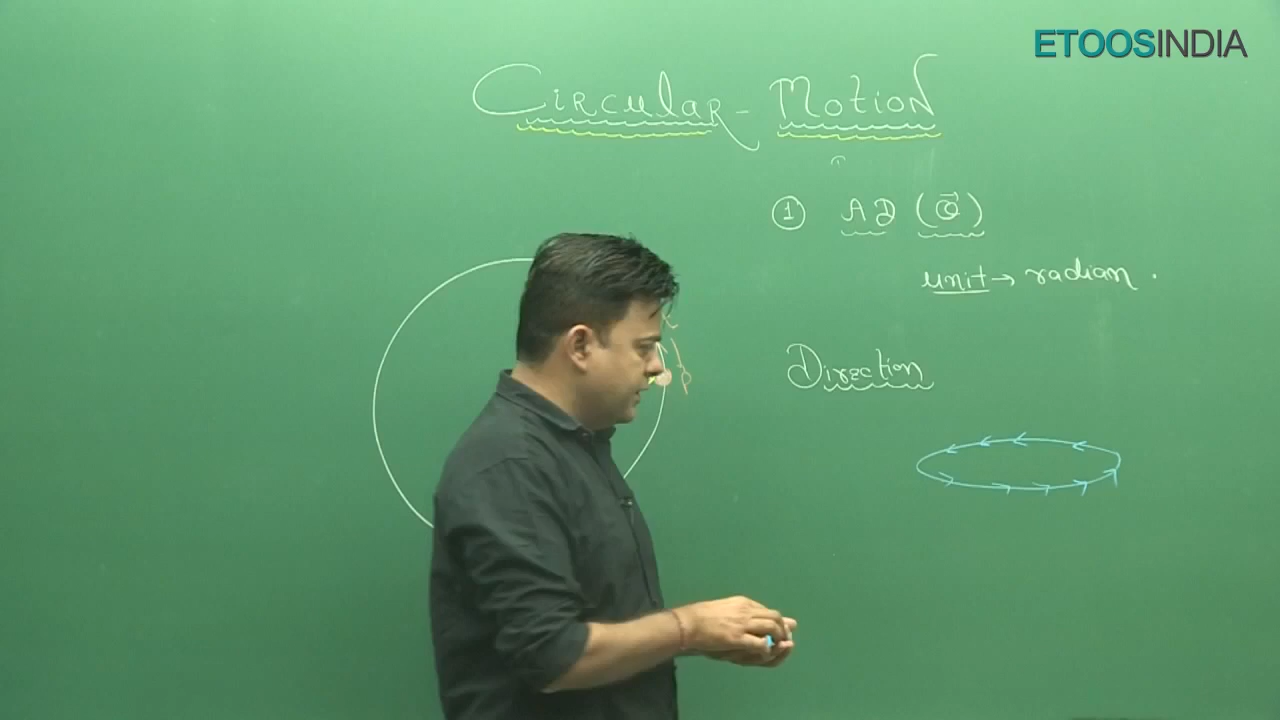 ETOOSINDIA
Circular - Motion
① AD (θ⃗)
unit → radian .
Direction